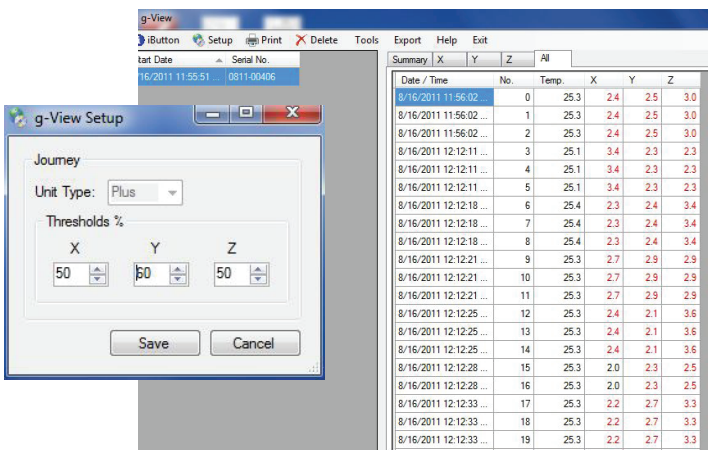 g-View
iButton Setup Print Delete Tools Export Help Exit
Start Date Serial No.
/16/2011 11:55:51 ... 0811-00406
Summary X Y Z All
Date / Time No. Temp. X Y Z
8/16/2011 11:56:02 ... 0 25.3 2.4 2.5 3.0
8/16/2011 11:56:02 ... 1 25.3 2.4 2.5 3.0
8/16/2011 11:56:02 ... 2 25.3 2.4 2.5 3.0
8/16/2011 12:12:11 ... 3 25.1 3.4 2.3 2.3
8/16/2011 12:12:11 ... 4 25.1 3.4 2.3 2.3
8/16/2011 12:12:11 ... 5 25.1 3.4 2.3 2.3
8/16/2011 12:12:18 ... 6 25.4 2.3 2.4 3.4
8/16/2011 12:12:18 ... 7 25.4 2.3 2.4 3.4
8/16/2011 12:12:18 ... 8 25.4 2.3 2.4 3.4
8/16/2011 12:12:21 ... 9 25.3 2.7 2.9 2.9
8/16/2011 12:12:21 ... 10 25.3 2.7 2.9 2.9
8/16/2011 12:12:21 ... 11 25.3 2.7 2.9 2.9
8/16/2011 12:12:25 ... 12 25.3 2.4 2.1 3.6
8/16/2011 12:12:25 ... 13 25.3 2.4 2.1 3.6
8/16/2011 12:12:25 ... 14 25.3 2.4 2.1 3.6
8/16/2011 12:12:28 ... 15 25.3 2.0 2.3 2.5
8/16/2011 12:12:28 ... 16 25.3 2.0 2.3 2.5
8/16/2011 12:12:33 ... 17 25.3 2.2 2.7 3.3
8/16/2011 12:12:33 ... 18 25.3 2.2 2.7 3.3
8/16/2011 12:12:33 ... 19 25.3 2.2 2.7 3.3
g-View Setup
Journey
Unit Type: Plus
Thresholds %
X Y Z
50 60 50
Save Cancel